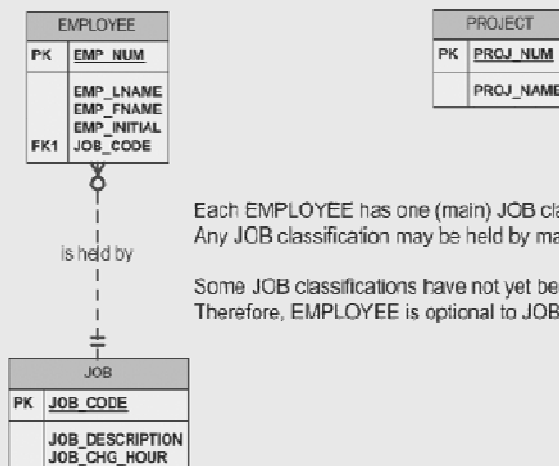 EMPLOYEE
PK EMP_NUM
EMP_LNAME
EMP_FNAME
EMP_INITIAL
FK1 JOB_CODE
PROJECT
PK PROJ_NUM
PROJ_NAME
Each EMPLOYEE has one (main) JOB cla
Any JOB classification may be held by ma
is held by
Some JOB classifications have not yet be
Therefore, EMPLOYEE is optional to JOB
JOB
PK JOB_CODE
JOB_DESCRIPTION
JOB_CHG_HOUR